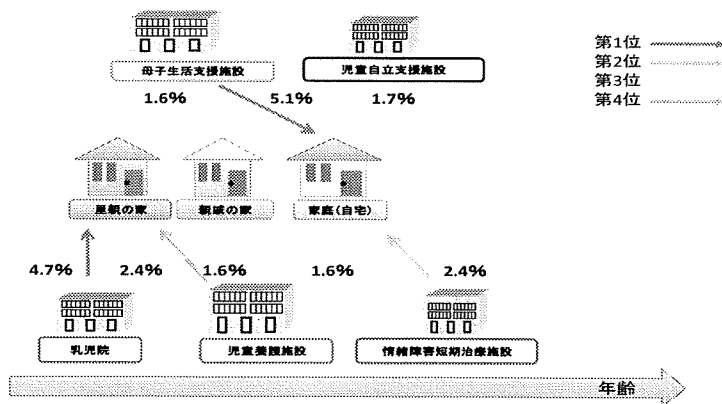 第1位
第2位
第3位
第4位
母子生活支援施設
児童自立支援施設
1.6%
5.1%
1.7%
里親の家
親戚の家
家庭(自宅)
4.7%
2.4%
1.6%
1.6%
2.4%
乳児院
児童養護施設
情緒障害短期治療施設
年齢